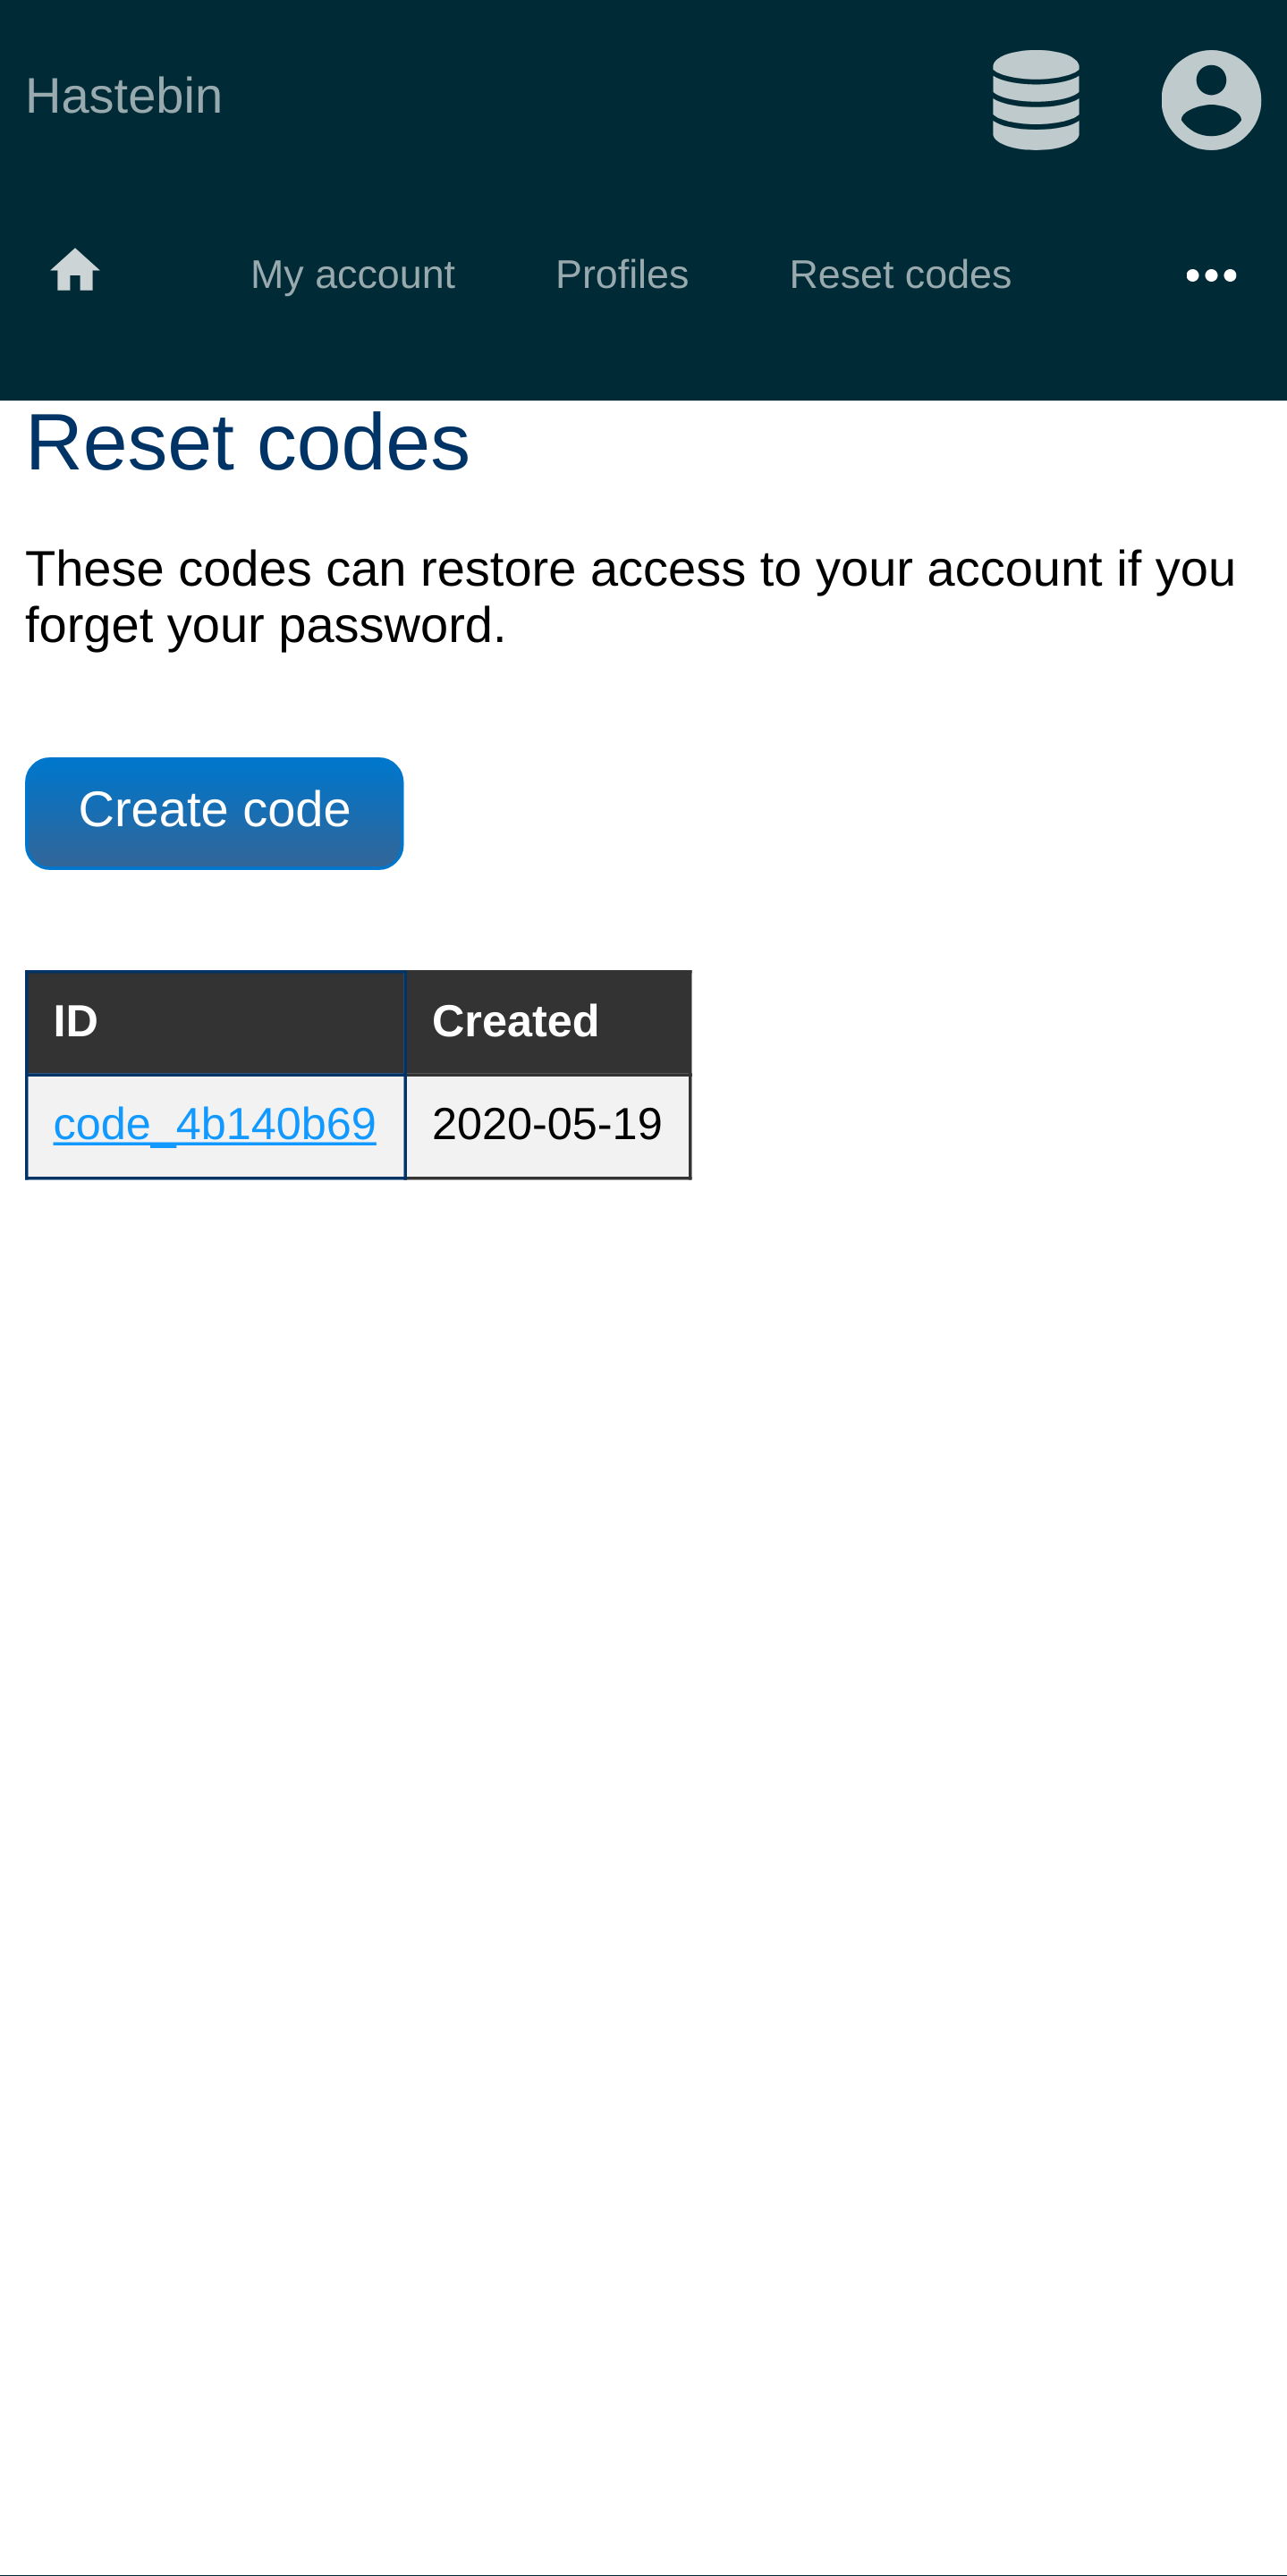 Hastebin
My account Profiles Reset codes
Reset codes
These codes can restore access to your account if you
forget your password.
Create code
ID Created
code_4b140b69 2020-05-19